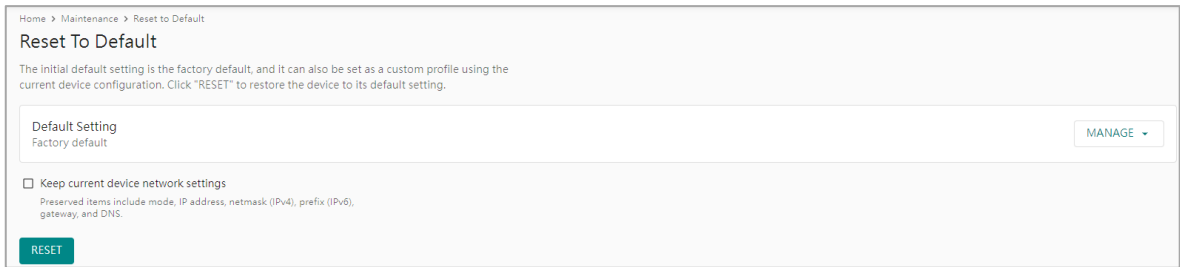 Home > Maintenance > Reset to Default
Reset To Default
The initial default setting is the factory default, and it can also be set as a custom profile using the
current device configuration. Click "RESET" to restore the device to its default setting.
Default Setting
Factory default
MANAGE
Keep current device network settings
Preserved items include mode, IP address, netmask (IPv4), prefix (IPv6),
gateway, and DNS.
RESET